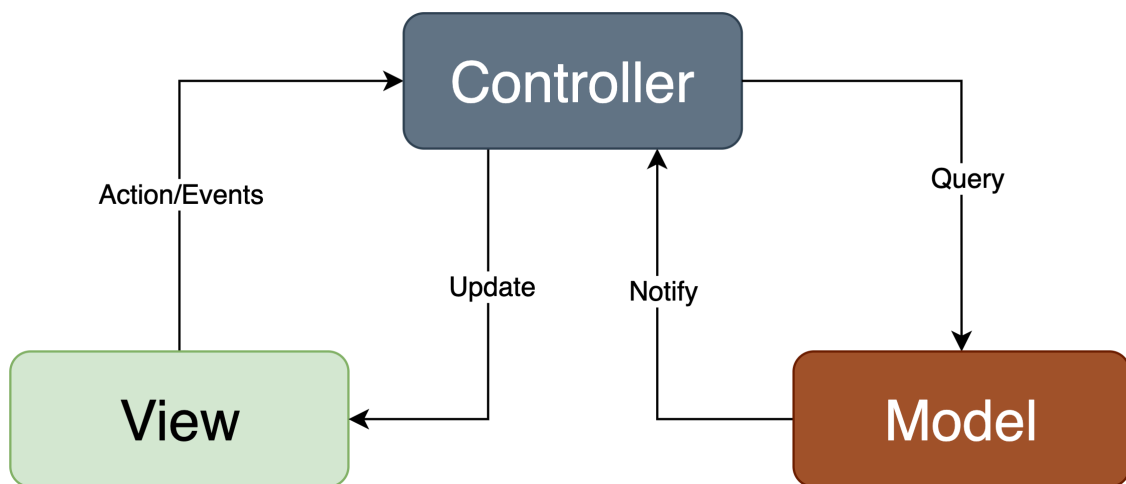 Controller
Action/Events
Query
Update
Notify
View
Model